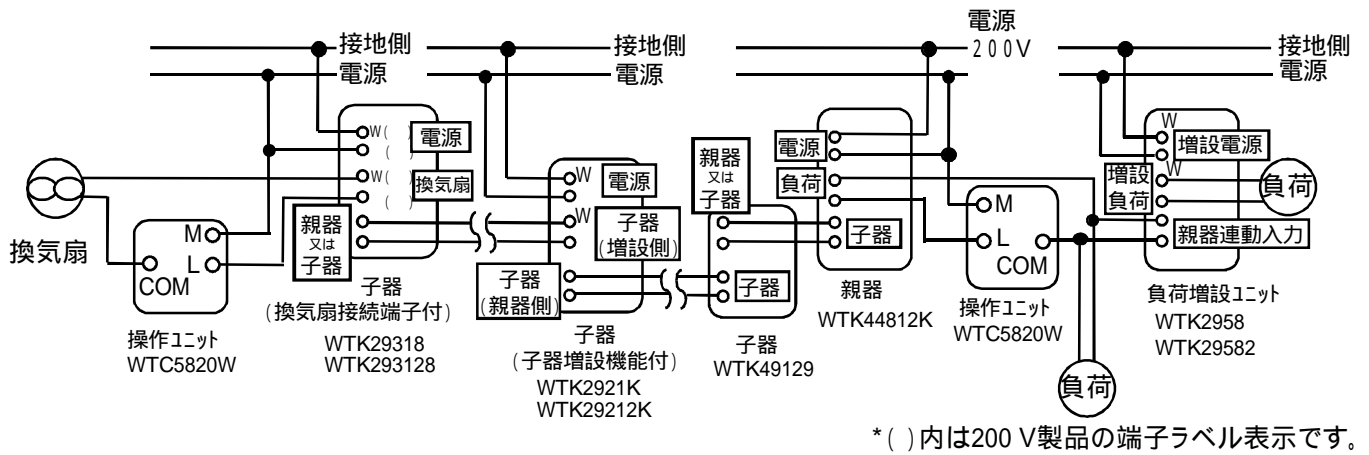 接地側
電源
接地側
電源
電源
200V
接地側
電源
W( )
( )
電源
W( )
( )
換気扇
親器
又は
子器
換気扇
M
L
COM
操作ユニット
WTC5820W
子器
(換気扇接続端子付)
WTK29318
WTK293128
W
電源
W
子器
(増設側)
子器
(親器側)
子器
(子器増設機能付)
WTK2921K
WTK29212K
親器
又は
子器
子器
子器
WTK49129
電源
負荷
子器
親器
WTK44812K
M
L
COM
操作ユニット
WTC5820W
負荷
W
増設電源
W
増設
負荷
負荷
親器連動入力
負荷増設ユニット
WTK2958
WTK29582
*( )内は200 V製品の端子ラベル表示です。